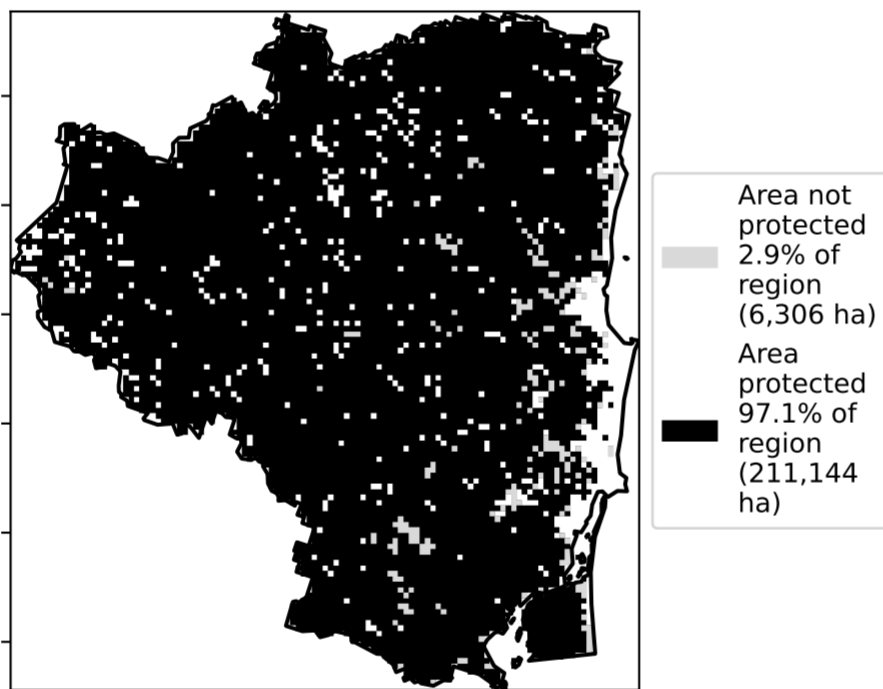 Area not
protected
2.9% of
region
(6,306 ha)
Area
protected
97.1% of
region
(211,144
ha)